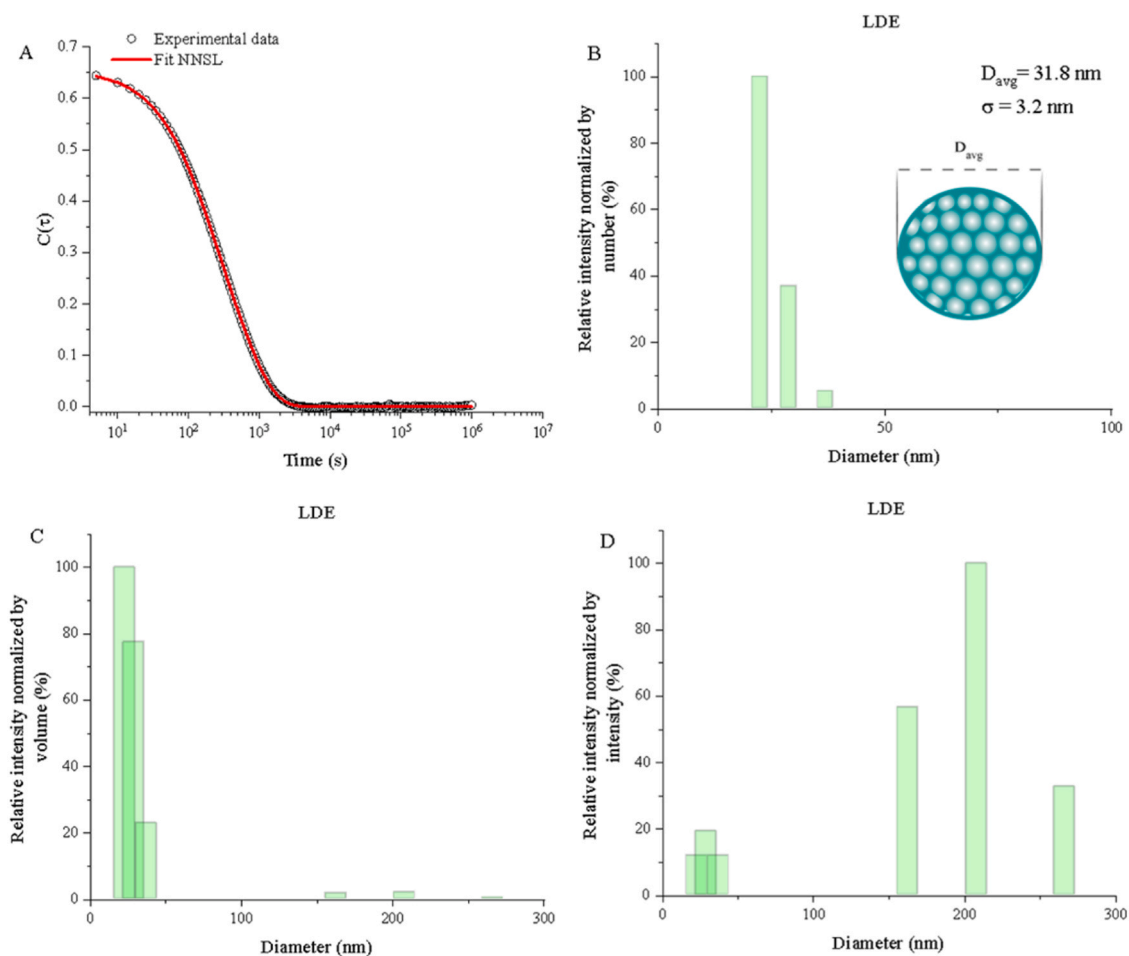 A
Experimental data
Fit NNSL
0.7
0.6
0.5
0.4
0.3
0.2
0.1
0.0
C(τ)
10¹ 10² 10³ 10⁴ 10⁵ 10⁶ 10⁷
Time (s)
LDE
B
D_avg = 31.8 nm
σ = 3.2 nm
D_avg
100
80
60
40
20
0
Relative intensity normalized by
number (%)
0 50 100
Diameter (nm)
LDE
C
100
80
60
40
20
0
Relative intensity normalized by
volume (%)
0 100 200 300
Diameter (nm)
LDE
D
100
80
60
40
20
0
Relative intensity normalized by
intensity (%)
0 100 200 300
Diameter (nm)